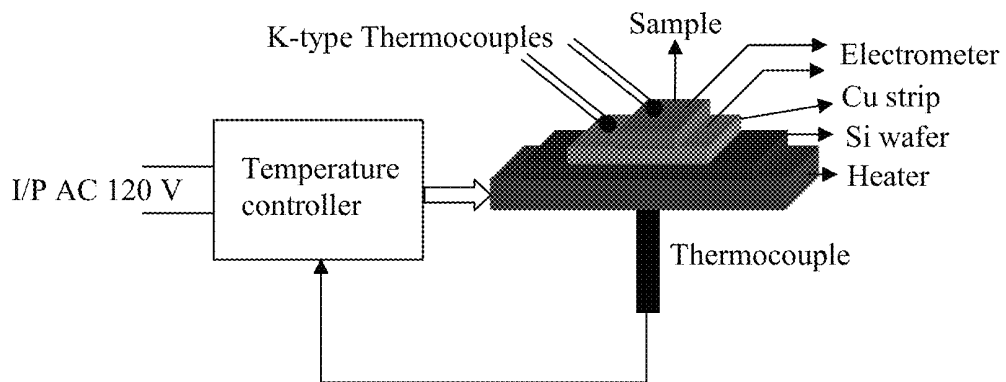 K-type Thermocouples
Sample
Electrometer
Cu strip
Si wafer
Heater
I/P AC 120 V
Temperature
controller
Thermocouple